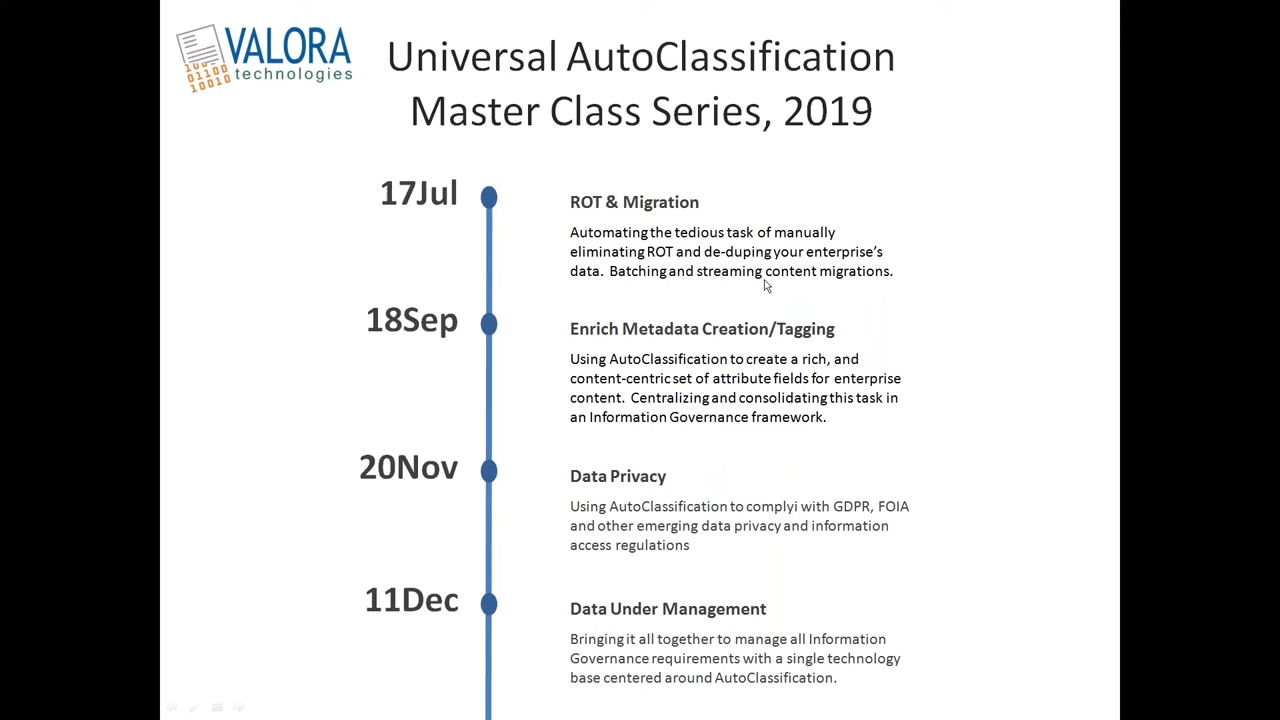 VALORA
technologies
10
01100
10010
Universal AutoClassification
Master Class Series, 2019
17Jul
ROT & Migration
Automating the tedious task of manually
eliminating ROT and de-duping your enterprise’s
data.  Batching and streaming content migrations.
18Sep
Enrich Metadata Creation/Tagging
Using AutoClassification to create a rich, and
content-centric set of attribute fields for enterprise
content.  Centralizing and consolidating this task in
an Information Governance framework.
20Nov
Data Privacy
Using AutoClassification to complyi with GDPR, FOIA
and other emerging data privacy and information
access regulations
11Dec
Data Under Management
Bringing it all together to manage all Information
Governance requirements with a single technology
base centered around AutoClassification.